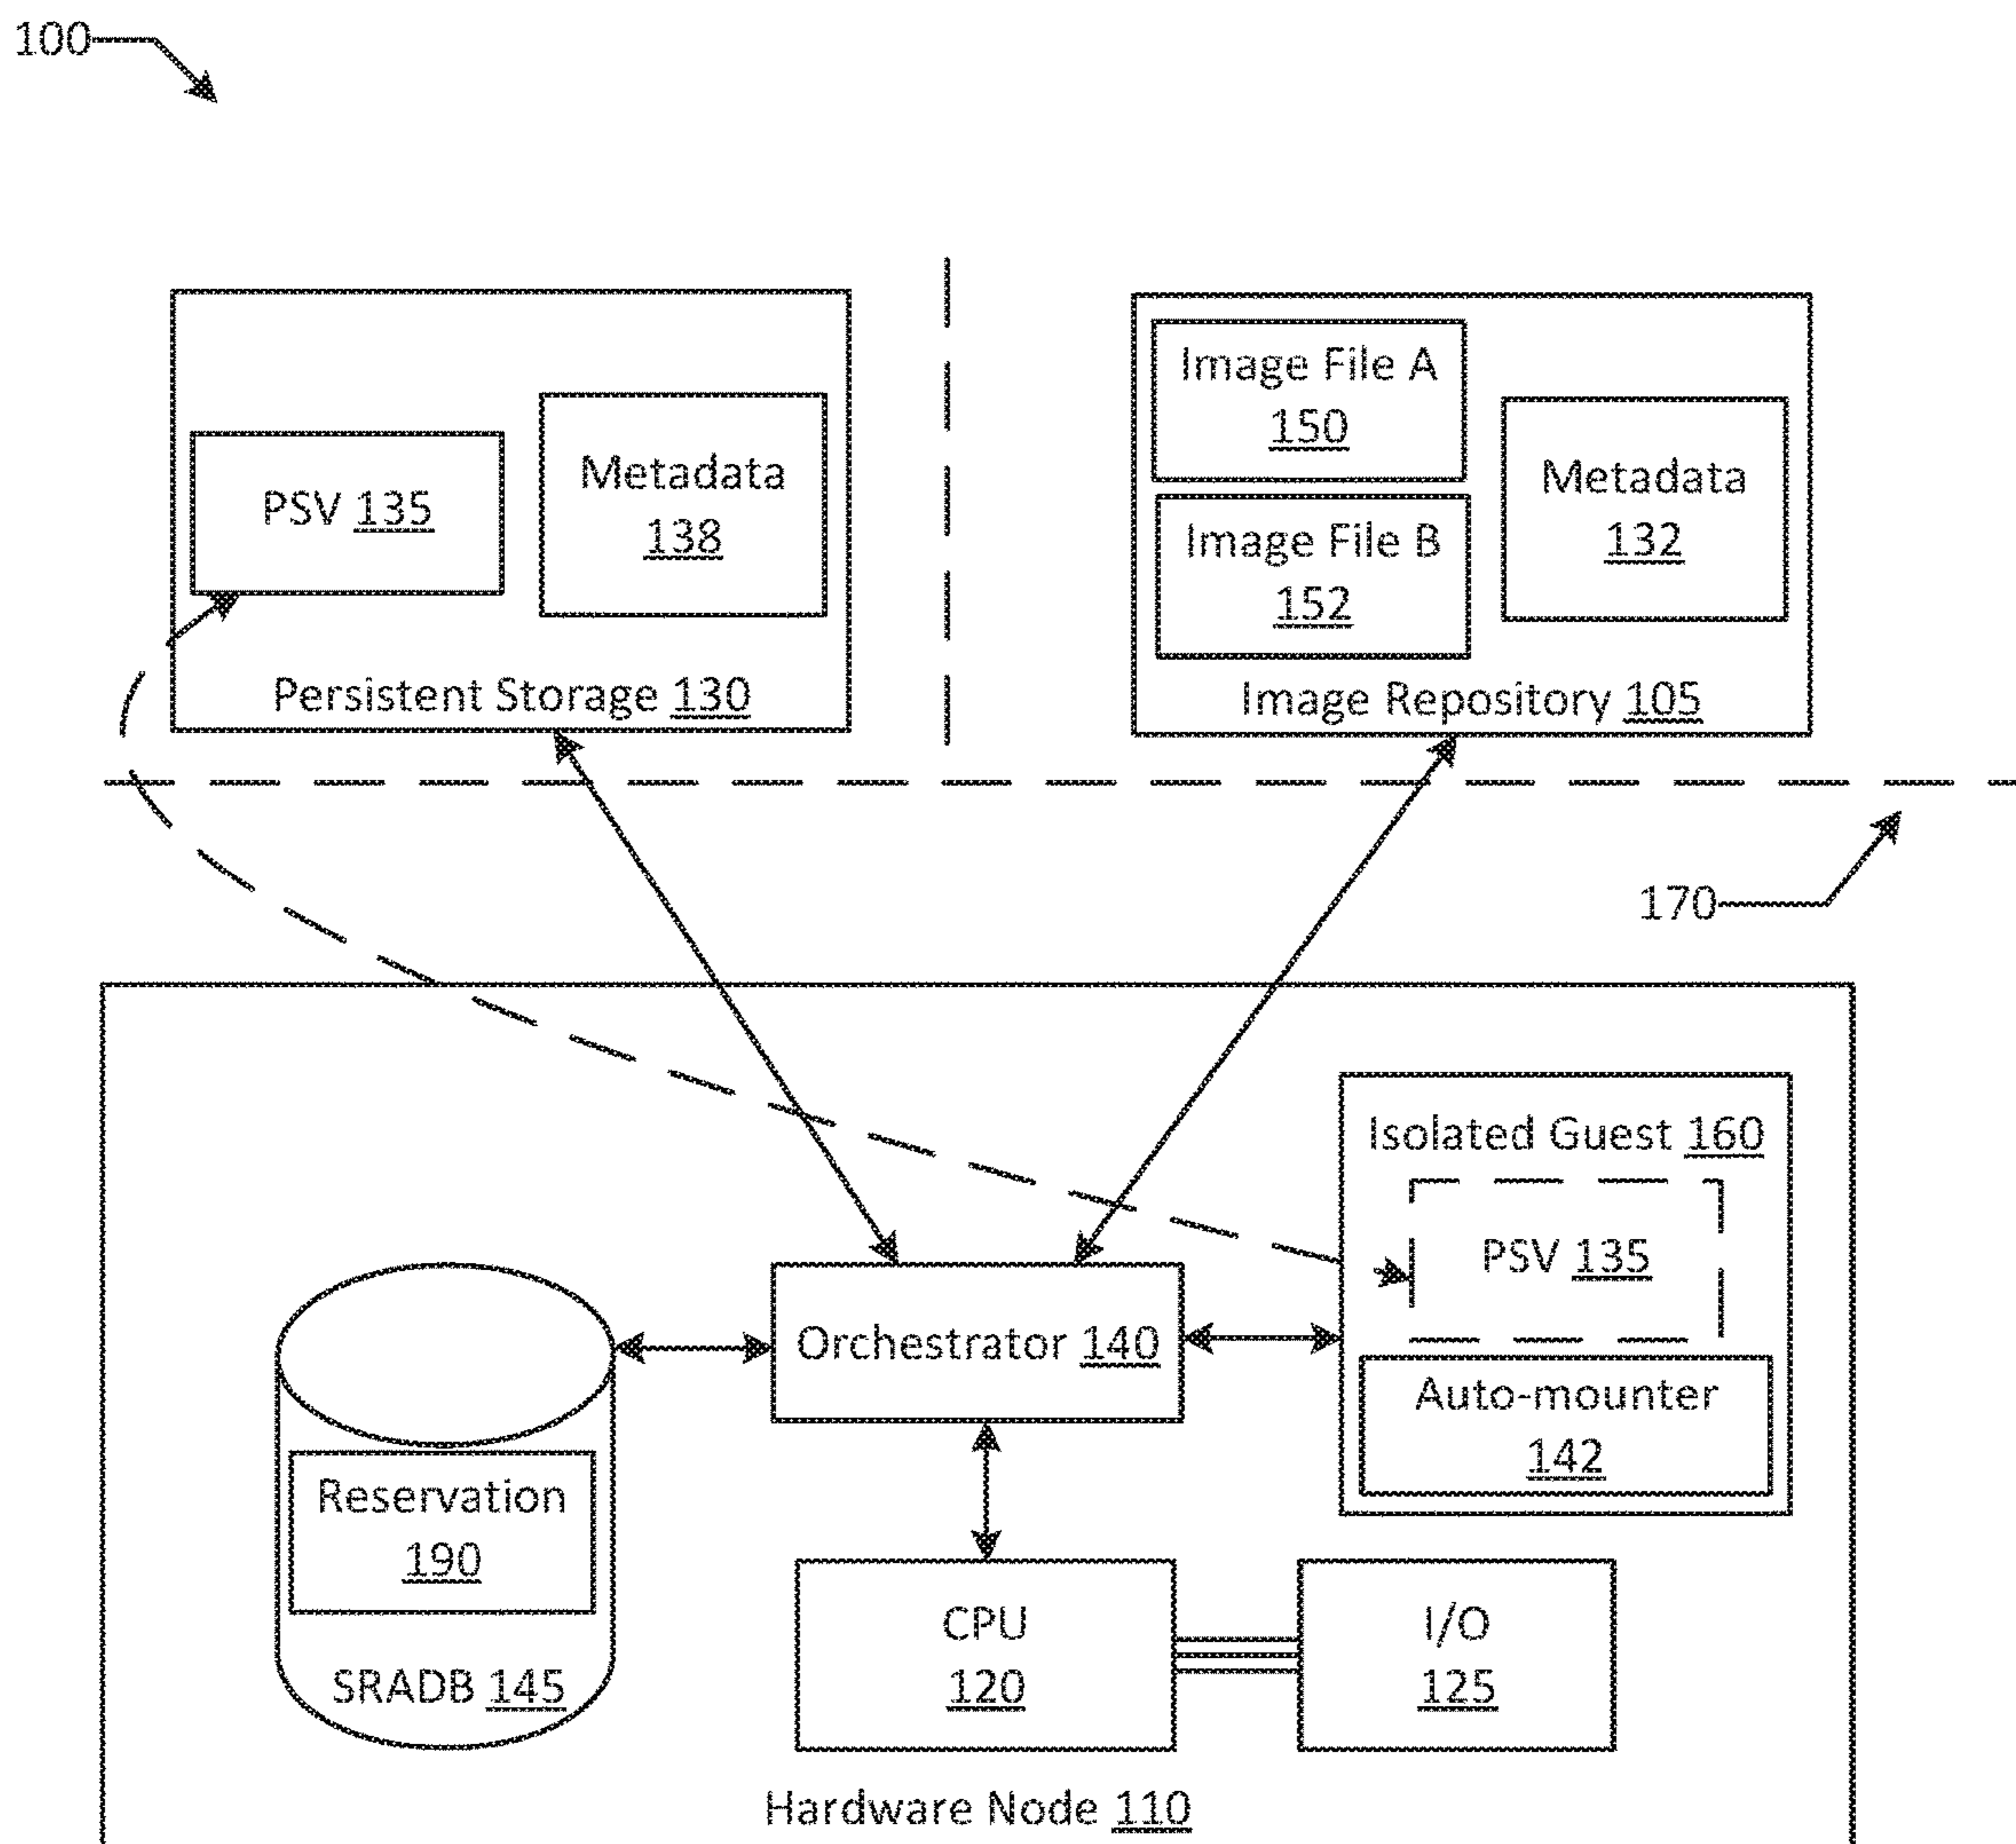 100
Image File A
150
PSV 135
Metadata
138
Image File B
152
Metadata
132
Persistent Storage 130
Image Repository 105
170
Isolated Guest 160
PSV 135
Orchestrator 140
Auto-mounter
142
Reservation
190
SRADB 145
CPU
120
I/O
125
Hardware Node 110